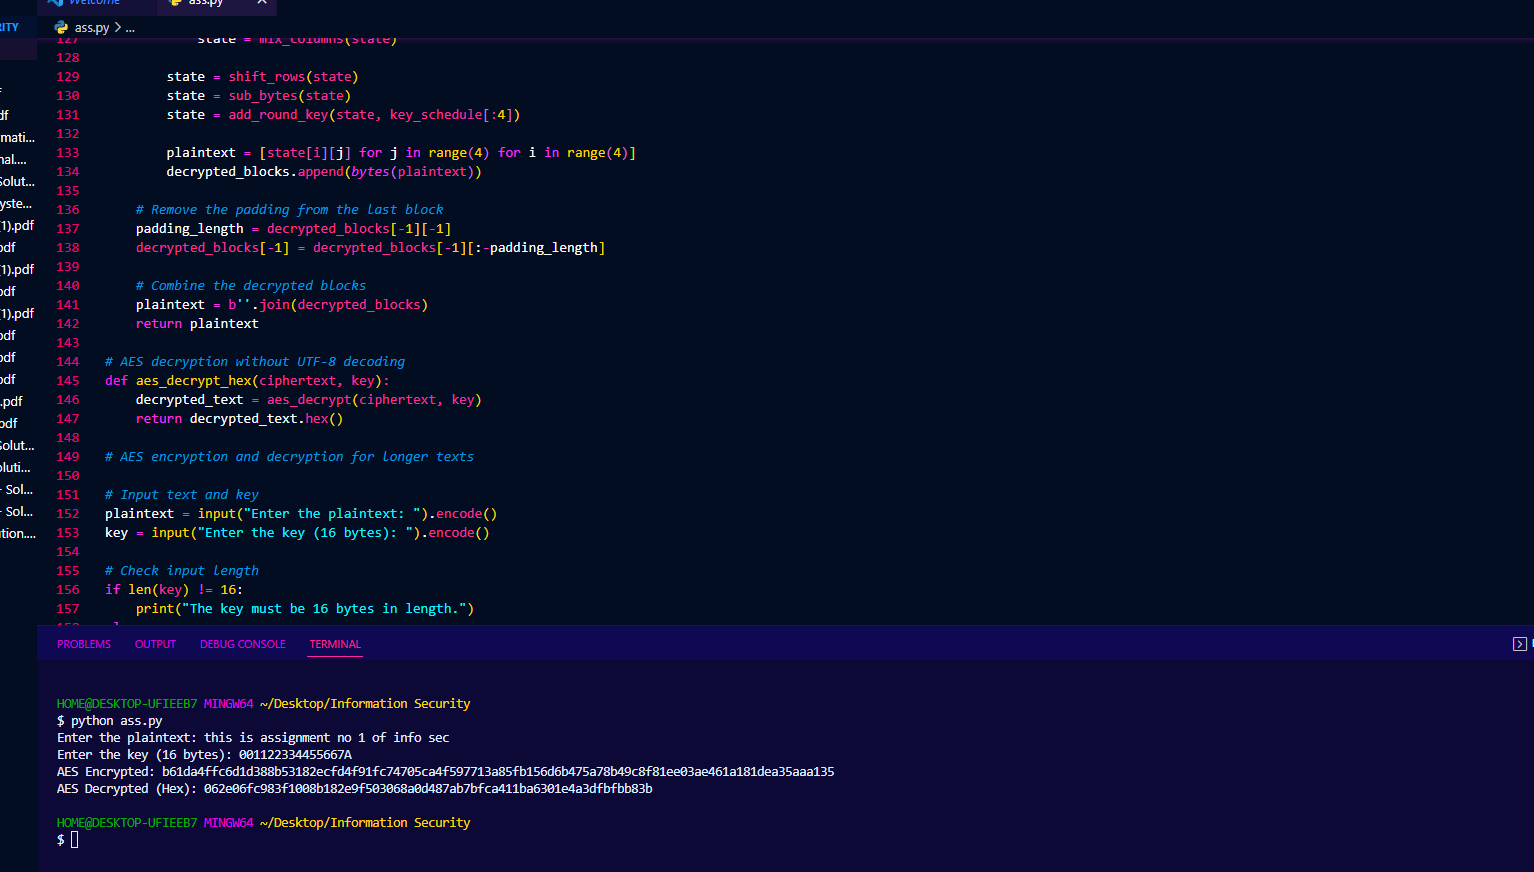 Welcome
ass.py
ass.py > ...
127 state = mix_columns(state)
128
129 state = shift_rows(state)
130 state = sub_bytes(state)
131 state = add_round_key(state, key_schedule[:4])
132
133 plaintext = [state[i][j] for j in range(4) for i in range(4)]
134 decrypted_blocks.append(bytes(plaintext))
135
136 # Remove the padding from the last block
137 padding_length = decrypted_blocks[-1][-1]
138 decrypted_blocks[-1] = decrypted_blocks[-1][:-padding_length]
139
140 # Combine the decrypted blocks
141 plaintext = b''.join(decrypted_blocks)
142 return plaintext
143
144 # AES decryption without UTF-8 decoding
145 def aes_decrypt_hex(ciphertext, key):
146 decrypted_text = aes_decrypt(ciphertext, key)
147 return decrypted_text.hex()
148
149 # AES encryption and decryption for longer texts
150
151 # Input text and key
152 plaintext = input("Enter the plaintext: ").encode()
153 key = input("Enter the key (16 bytes): ").encode()
154
155 # Check input length
156 if len(key) != 16:
157 print("The key must be 16 bytes in length.")
PROBLEMS OUTPUT DEBUG CONSOLE TERMINAL
HOME@DESKTOP-UFIEEB7 MINGW64 ~/Desktop/Information Security
$ python ass.py
Enter the plaintext: this is assignment no 1 of info sec
Enter the key (16 bytes): 001122334455667A
AES Encrypted: b61da4ffc6d1d388b53182ecfd4f91fc74705ca4f597713a85fb156d6b475a78b49c8f81ee03ae461a181dea35aaa135
AES Decrypted (Hex): 062e06fc983f1008b182e9f503068a0d487ab7bfca411ba6301e4a3dfbfbb83b
HOME@DESKTOP-UFIEEB7 MINGW64 ~/Desktop/Information Security
$